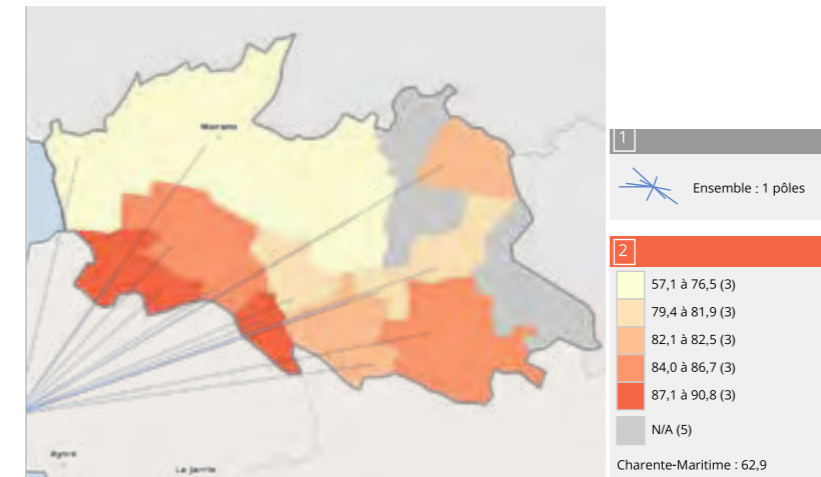 Marans
Aytré
La Jarrie
1
Ensemble : 1 pôles
2
57,1 à 76,5 (3)
79,4 à 81,9 (3)
82,1 à 82,5 (3)
84,0 à 86,7 (3)
87,1 à 90,8 (3)
N/A (5)
Charente-Maritime : 62,9